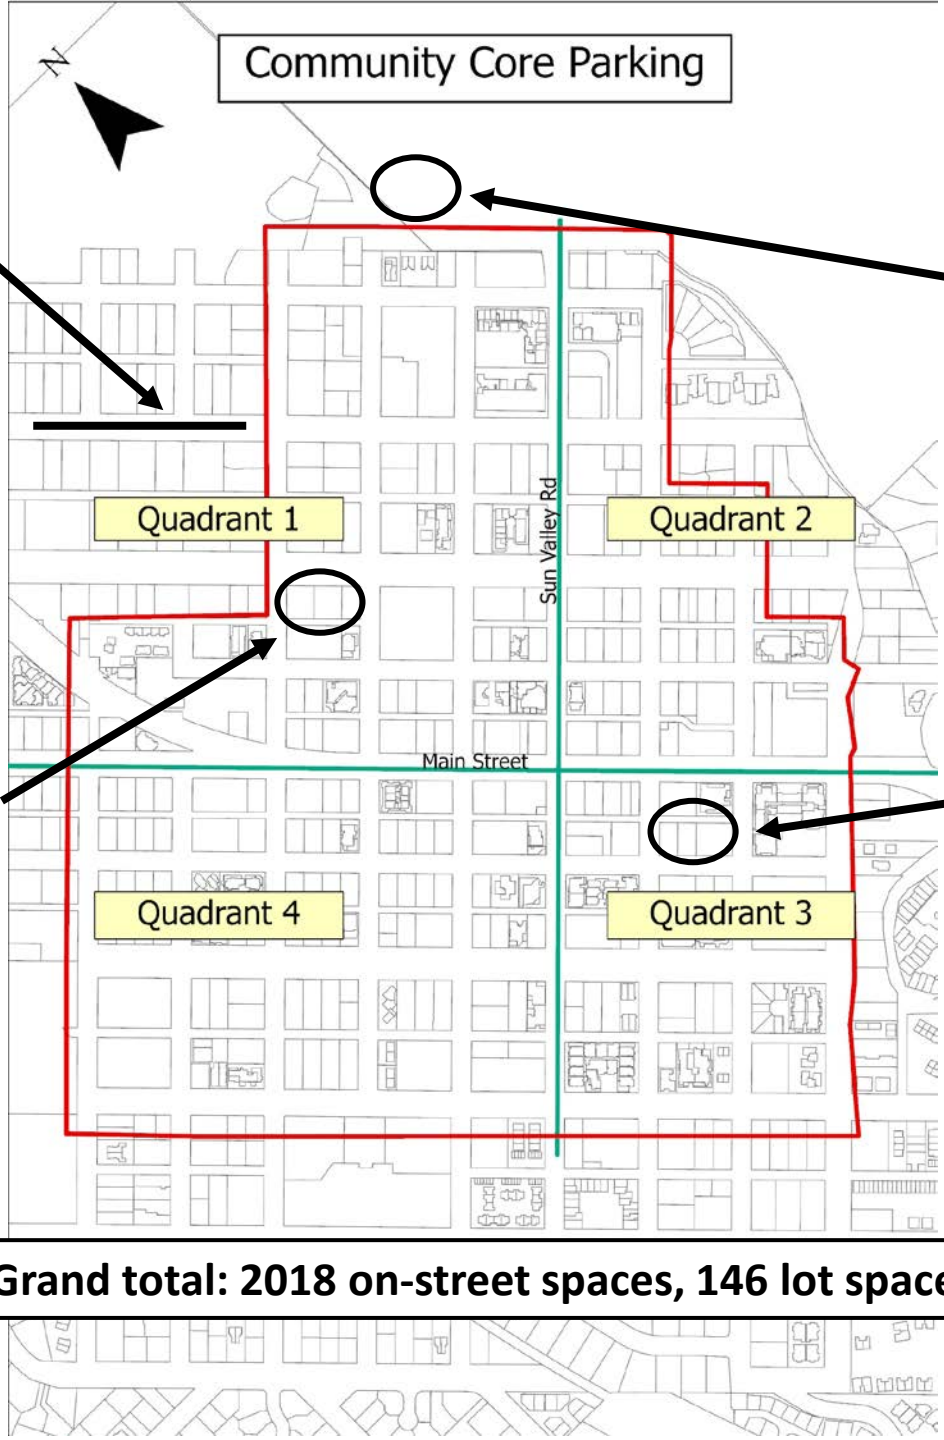 N
Community Core Parking
Quadrant 1
Quadrant 2
Sun Valley Rd
Main Street
Quadrant 4
Quadrant 3
Grand total: 2018 on-street spaces, 146 lot space